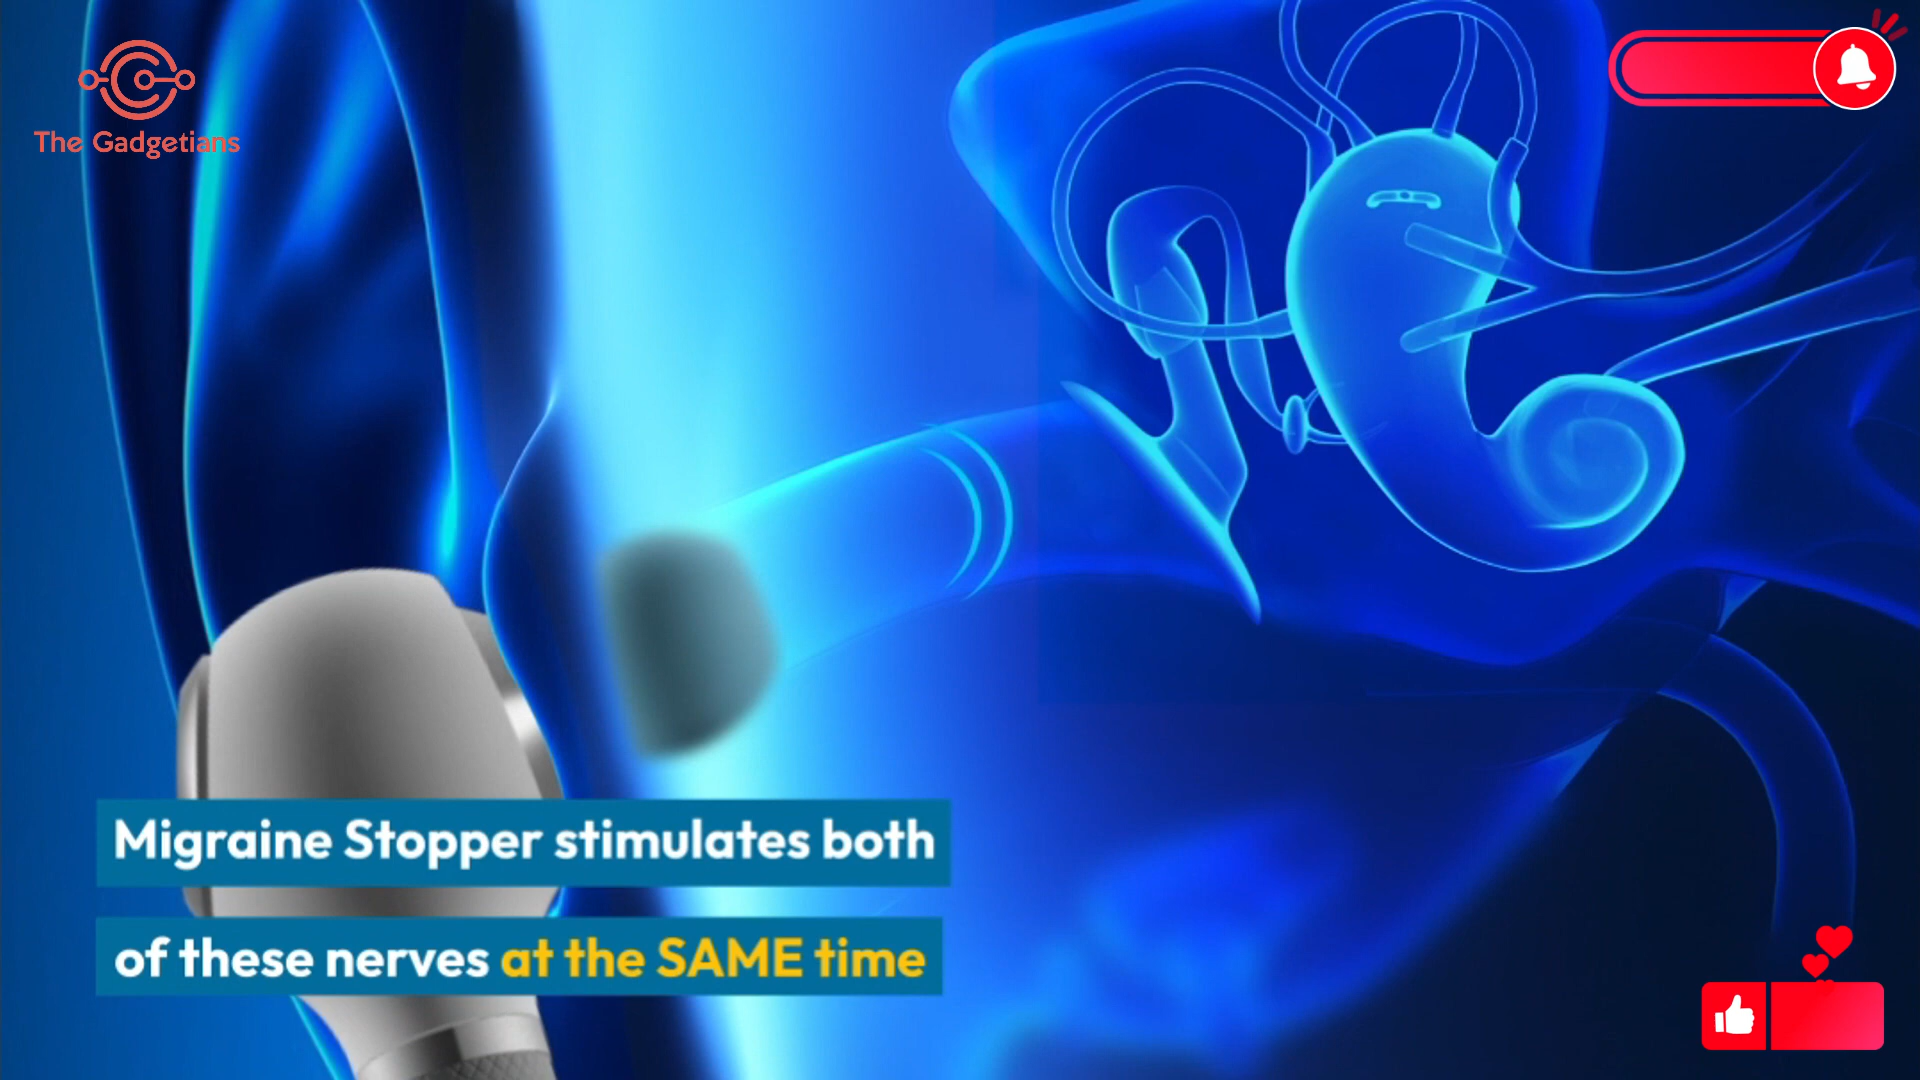 The Gadgetians
Migraine Stopper stimulates both
of these nerves at the SAME time